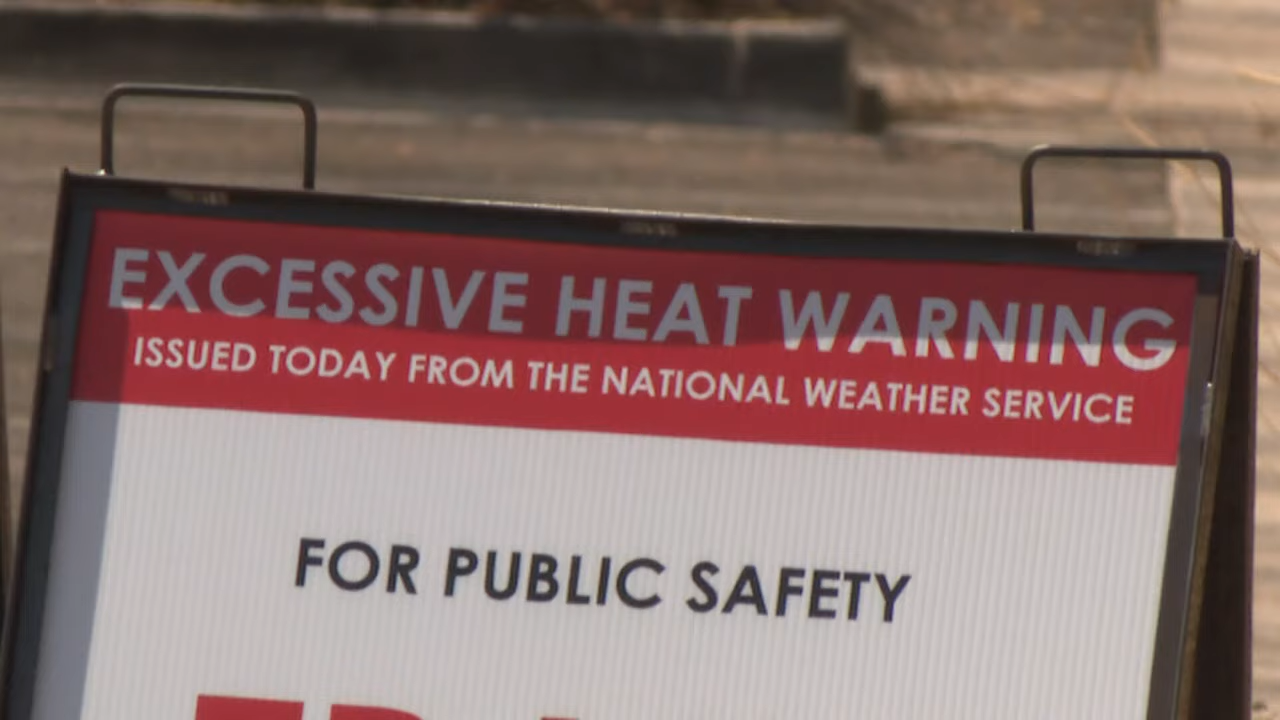 EXCESSIVE HEAT WARNING
ISSUED TODAY FROM THE NATIONAL WEATHER SERVICE
FOR PUBLIC SAFETY